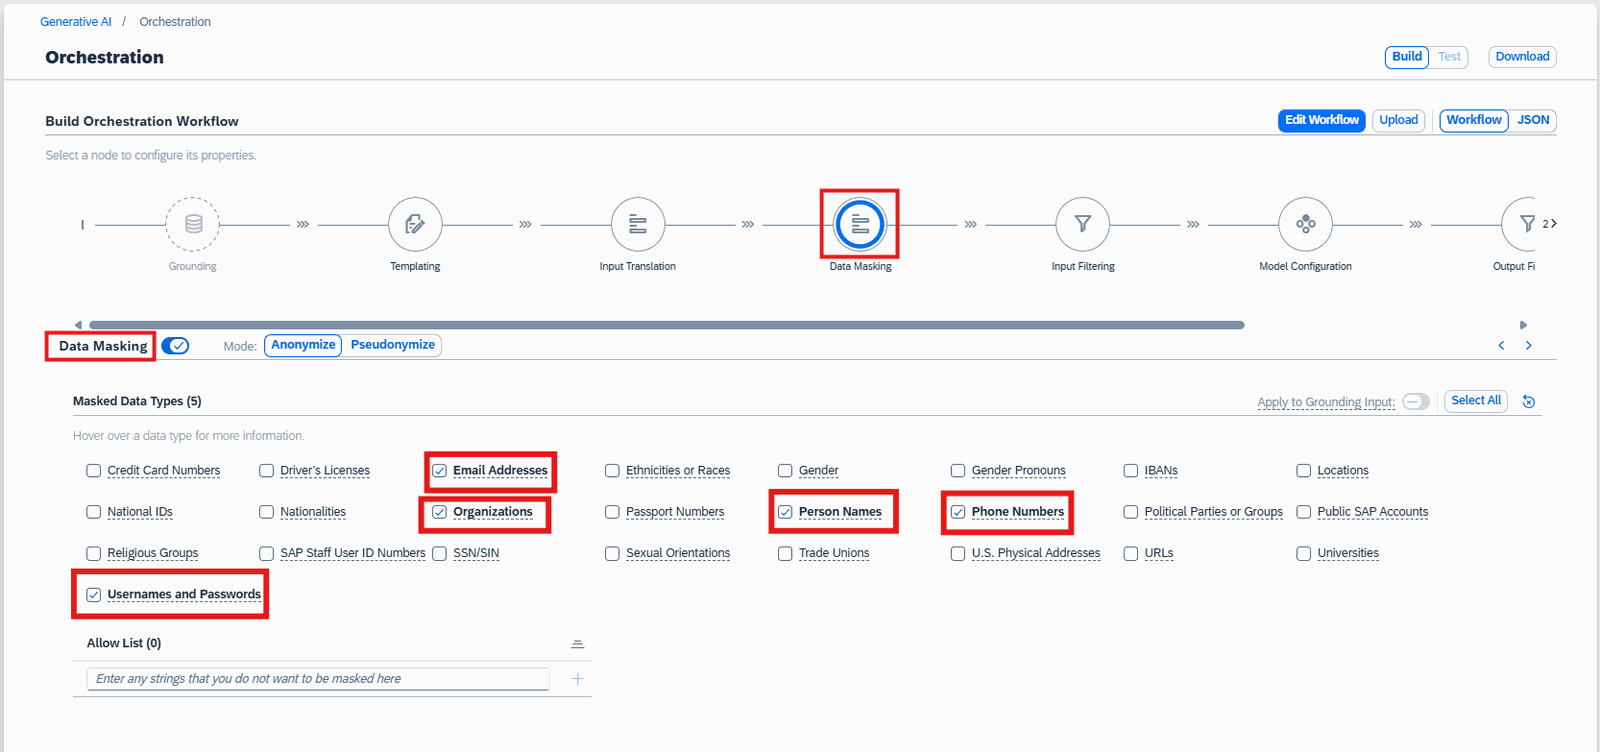 Generative AI / Orchestration
Orchestration
Build Test Download
Build Orchestration Workflow
Edit Workflow Upload Workflow JSON
Select a node to configure its properties.
2
Grounding Templating Input Translation Data Masking Input Filtering Model Configuration Output Fi
Data Masking Mode: Anonymize Pseudonymize
Masked Data Types (5) Apply to Grounding Input: Select All
Hover over a data type for more information.
Credit Card Numbers Driver's Licenses Email Addresses Ethnicities or Races Gender Gender Pronouns IBANs Locations
National IDs Nationalities Organizations Passport Numbers Person Names Phone Numbers Political Parties or Groups Public SAP Accounts
Religious Groups SAP Staff User ID Numbers SSN/SIN Sexual Orientations Trade Unions U.S. Physical Addresses URLs Universities
Usernames and Passwords
Allow List (0)
Enter any strings that you do not want to be masked here